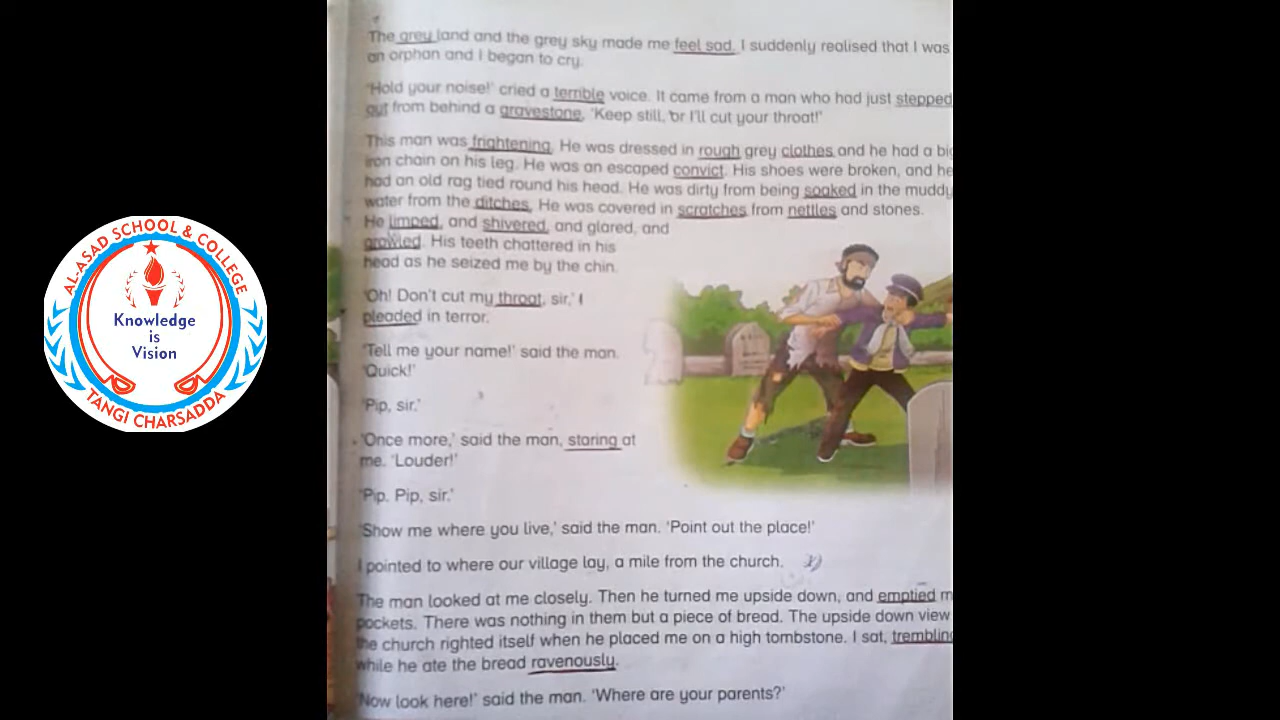 AL-ASAD SCHOOL & COLLEGE
Knowledge
is
Vision
TANGI CHARSADDA
The grey land and the grey sky made me feel sad. I suddenly realised that I was
an orphan and I began to cry.
'Hold your noise!' cried a terrible voice. It came from a man who had just stepped
out from behind a gravestone. 'Keep still, or I'll cut your throat!'
This man was frightening. He was dressed in rough grey clothes and he had a big
iron chain on his leg. He was an escaped convict. His shoes were broken, and he
had an old rag tied round his head. He was dirty from being soaked in the muddy
water from the ditches. He was covered in scratches from nettles and stones.
He limped, and shivered, and glared, and
growled. His teeth chattered in his
head as he seized me by the chin.
'Oh! Don't cut my throat, sir,' I
pleaded in terror.
'Tell me your name!' said the man.
'Quick!'
'Pip, sir.'
'Once more,' said the man, staring at
me. 'Louder!'
'Pip. Pip, sir.'
'Show me where you live,' said the man. 'Point out the place!'
I pointed to where our village lay, a mile from the church.
The man looked at me closely. Then he turned me upside down, and emptied m
pockets. There was nothing in them but a piece of bread. The upside down view
the church righted itself when he placed me on a high tombstone. I sat, trembling
while he ate the bread ravenously.
'Now look here!' said the man. 'Where are your parents?'